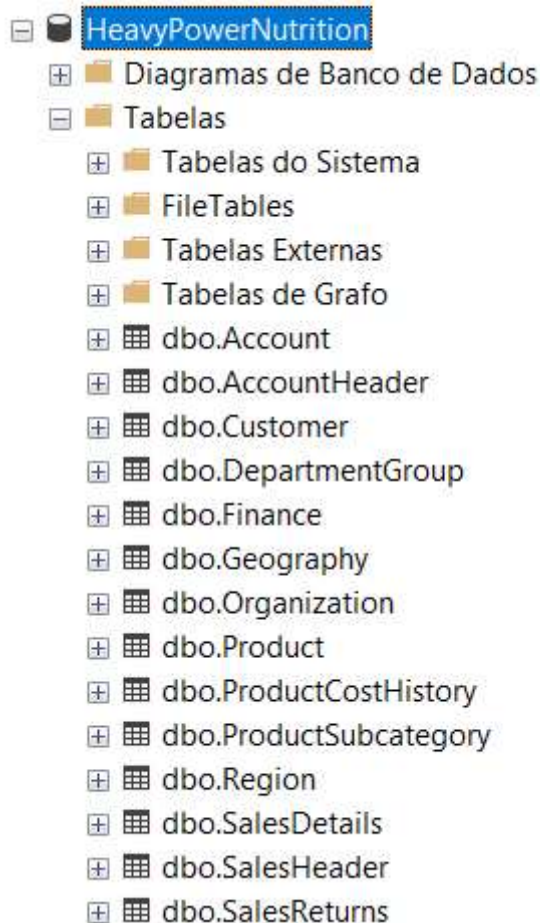 HeavyPowerNutrition
Diagramas de Banco de Dados
Tabelas
Tabelas do Sistema
FileTables
Tabelas Externas
Tabelas de Grafo
dbo.Account
dbo.AccountHeader
dbo.Customer
dbo.DepartmentGroup
dbo.Finance
dbo.Geography
dbo.Organization
dbo.Product
dbo.ProductCostHistory
dbo.ProductSubcategory
dbo.Region
dbo.SalesDetails
dbo.SalesHeader
dbo.SalesReturns